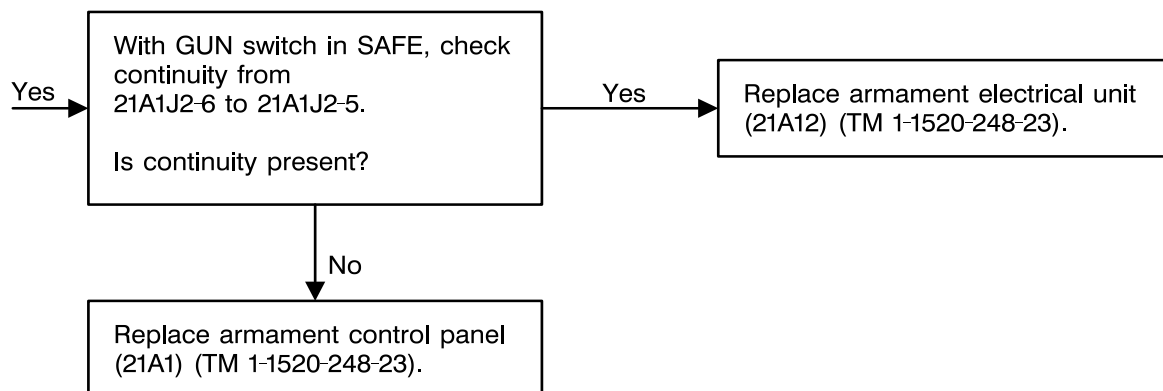 Yes
With GUN switch in SAFE, check
continuity from
21A1J2-6 to 21A1J2-5.
Is continuity present?
Yes
Replace armament electrical unit
(21A12) (TM 1-1520-248-23).
No
Replace armament control panel
(21A1) (TM 1-1520-248-23).